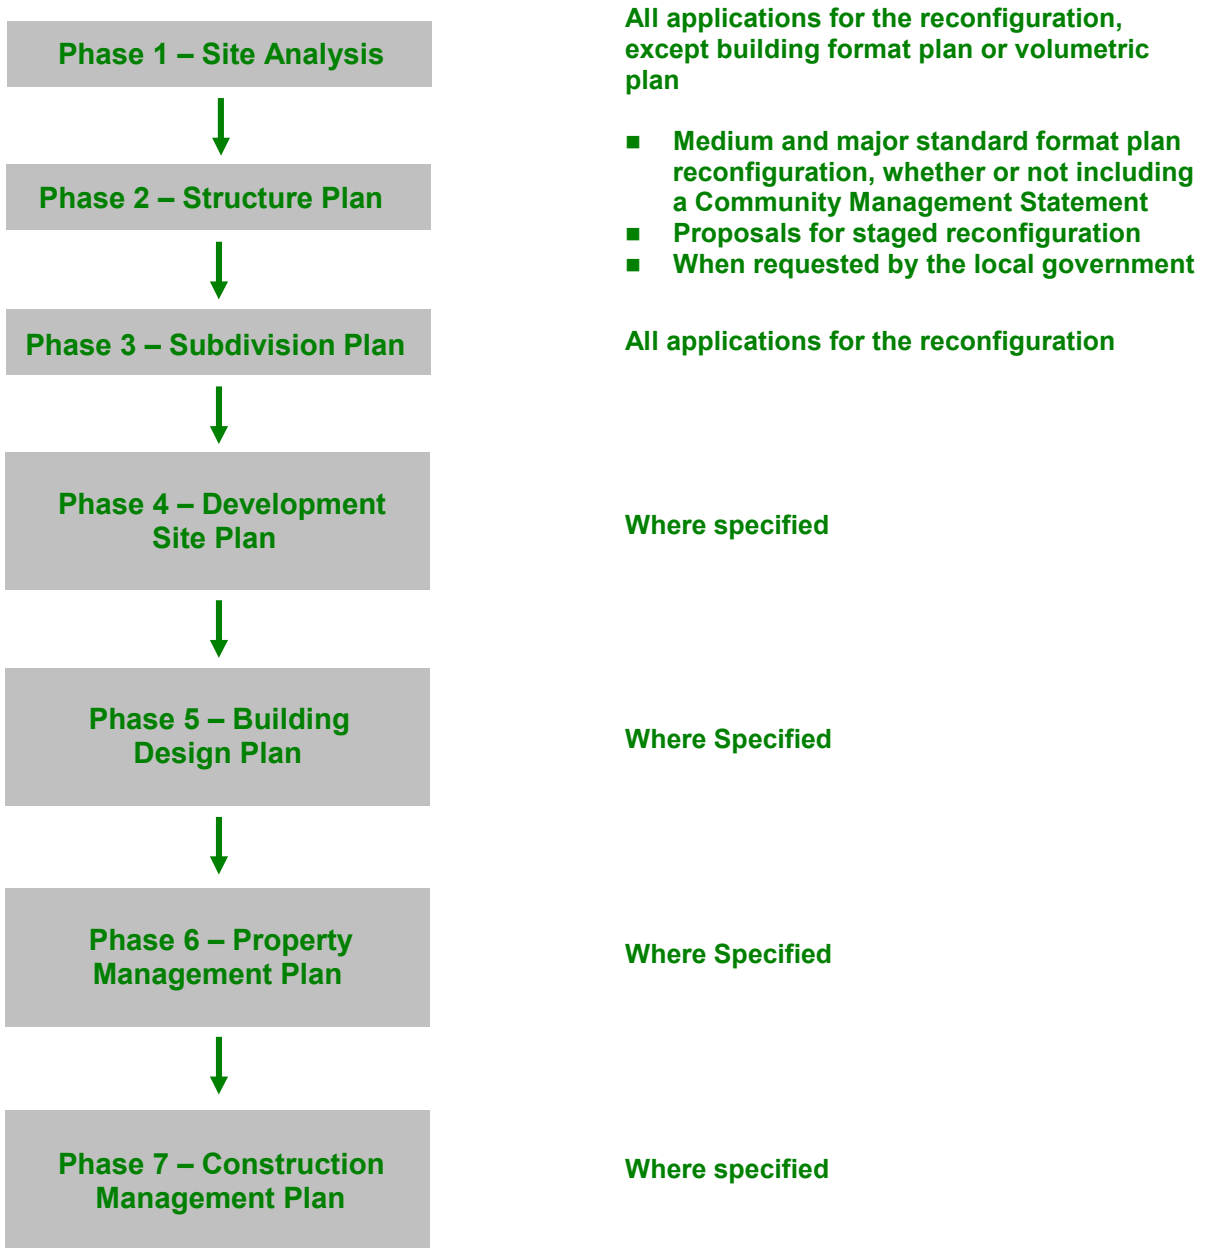 Phase 1 – Site Analysis
All applications for the reconfiguration,
except building format plan or volumetric
plan
Phase 2 – Structure Plan
■ Medium and major standard format plan
reconfiguration, whether or not including
a Community Management Statement
■ Proposals for staged reconfiguration
■ When requested by the local government
Phase 3 – Subdivision Plan
All applications for the reconfiguration
Phase 4 – Development
Site Plan
Where specified
Phase 5 – Building
Design Plan
Where Specified
Phase 6 – Property
Management Plan
Where Specified
Phase 7 – Construction
Management Plan
Where specified